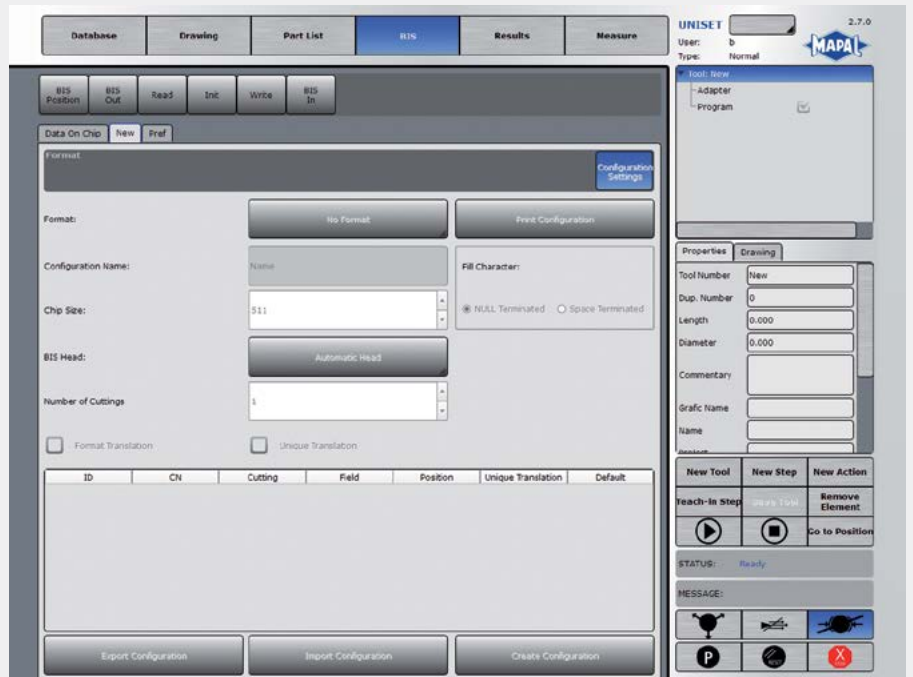 Database Drawing Part List BIS Results Measure
UNISET 2.7.0
User: b
Type: Normal
MAPAL
BIS Position BIS Out Read Init Write BIS In
Data On Chip New Pref
Format
Configuration Settings
Format: No Format Print Configuration
Configuration Name: Name Fill Character:
Chip Size: 511 NULL Terminated Space Terminated
BIS Head: Automatic Head
Number of Cuttings 1
Format Translation Unique Translation
ID CN Cutting Field Position Unique Translation Default
Export Configuration Import Configuration Create Configuration
Tool: New
Adapter
Program
Properties Drawing
Tool Number New
Dup. Number 0
Length 0.000
Diameter 0.000
Commentary
Grafic Name
Name
New Tool New Step New Action
Teach-In Step Remove Element
Go to Position
STATUS: Ready
MESSAGE:
P RESET X